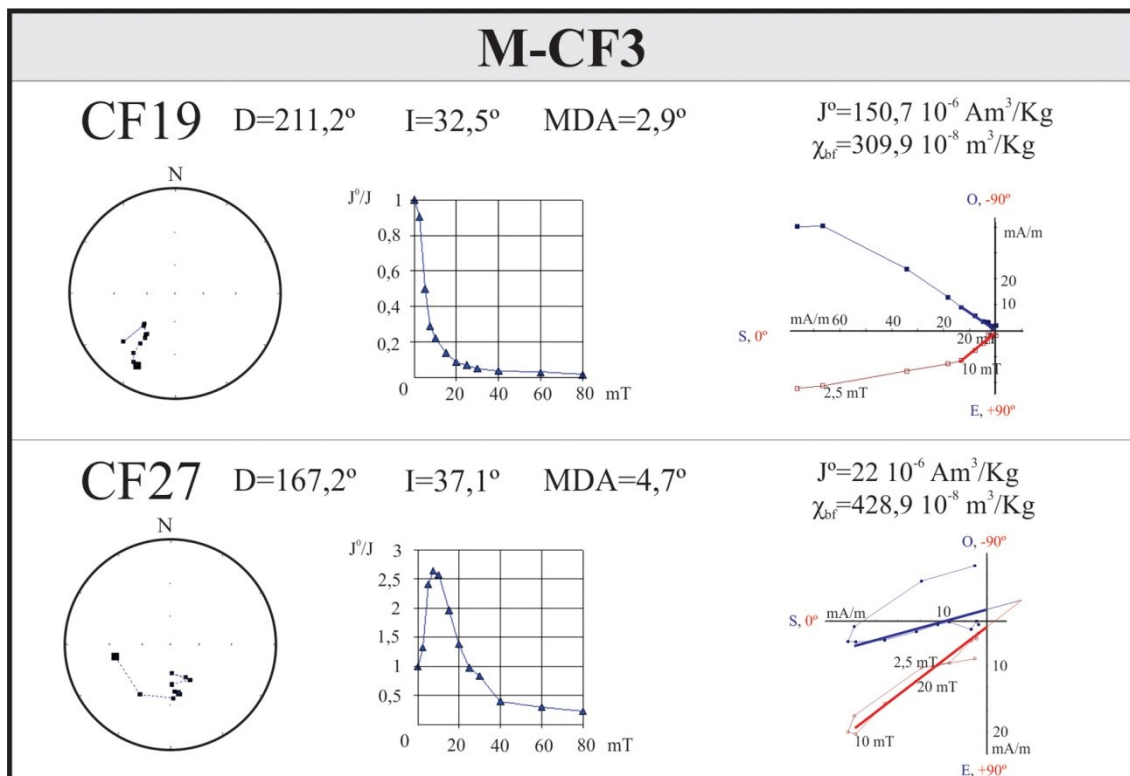 M-CF3
CF19 D=211,2º I=32,5º MDA=2,9º
J⁰=150,7 10⁻⁶ Am³/Kg
χbf=309,9 10⁻⁸ m³/Kg
N
J⁰/J
1
0,8
0,6
0,4
0,2
0 0 20 40 60 80 mT
O, -90º
mA/m
20
10
S, 0º mA/m 60 40 20
20 mT
10 mT
2,5 mT
E, +90º
CF27 D=167,2º I=37,1º MDA=4,7º
J⁰=22 10⁻⁶ Am³/Kg
χbf=428,9 10⁻⁸ m³/Kg
N
J⁰/J
3
2,5
2
1,5
1
0,5
0 0 20 40 60 80 mT
O, -90º
mA/m 10
S, 0º
2,5 mT 10
20 mT
10 mT 20
mA/m
E, +90º